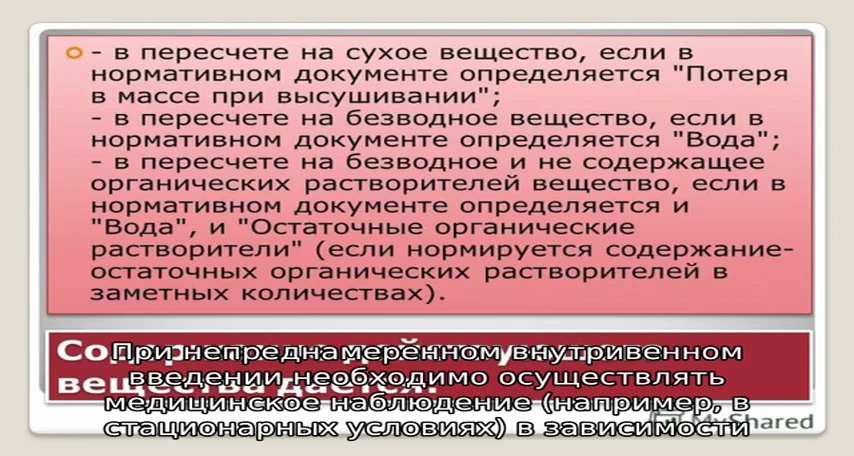 - в пересчете на сухое вещество, если в
нормативном документе определяется "Потеря
в массе при высушивании";
- в пересчете на безводное вещество, если в
нормативном документе определяется "Вода";
- в пересчете на безводное и не содержащее
органических растворителей вещество, если в
нормативном документе определяется и
"Вода", и "Остаточные органические
растворители" (если нормируется содержание-
остаточных органических растворителей в
заметных количествах).
При непреднамеренном внутривенном
введении необходимо осуществлять
медицинское наблюдение (например, в
стационарных условиях) в зависимости
MyShared